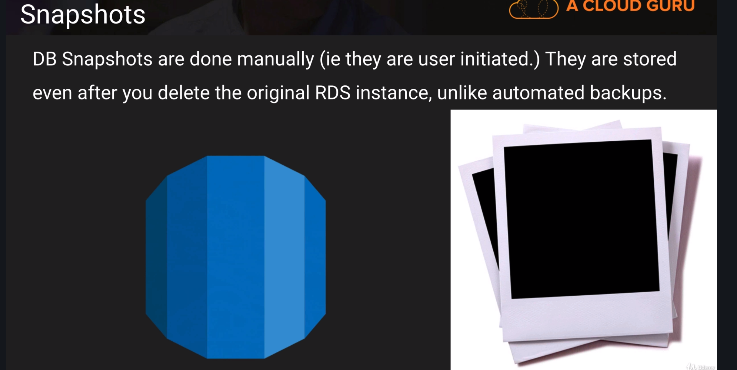 Snapshots
A CLOUD GURU
DB Snapshots are done manually (ie they are user initiated.) They are stored
even after you delete the original RDS instance, unlike automated backups.